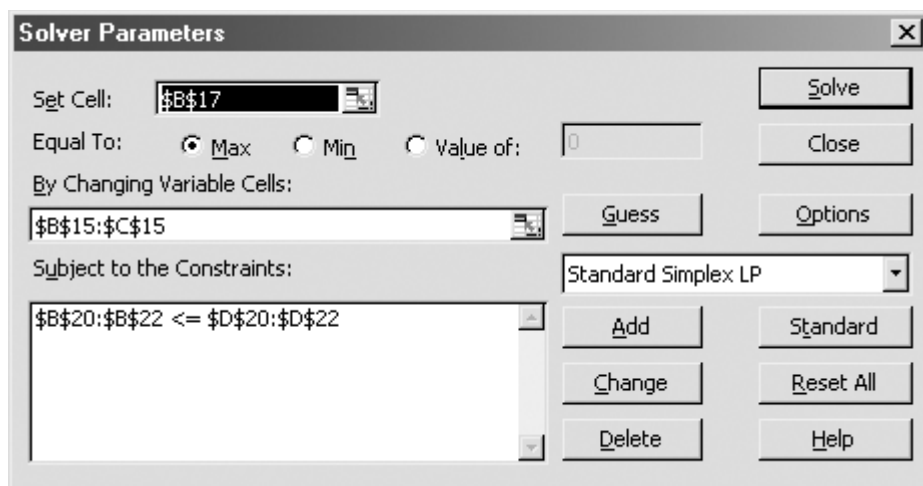 Solver Parameters
Set Cell: $B$17 Solve
Equal To: Max Min Value of: 0 Close
By Changing Variable Cells:
$B$15:$C$15 Guess Options
Subject to the Constraints: Standard Simplex LP
$B$20:$B$22 <= $D$20:$D$22 Add Standard
Change Reset All
Delete Help